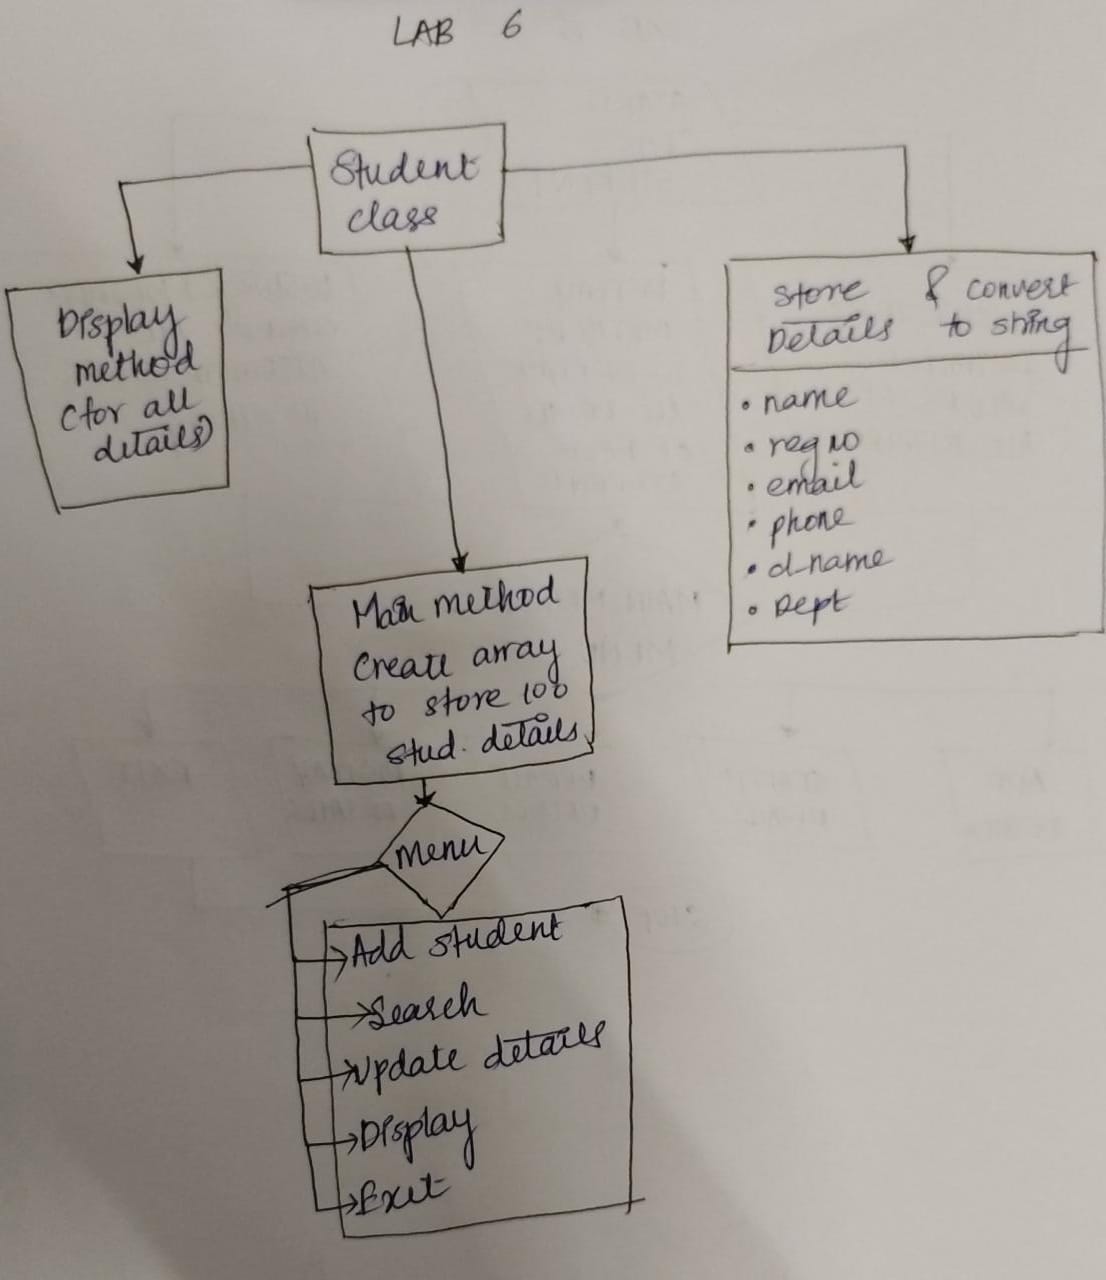 LAB 6
Student
class
Display
method
(for all
details)
Store & convert
Details to string
• name
• reg no
• email
• phone
• d-name
• Dept
Main method
Create array
to store 100
stud. details
Menu
Add student
Search
Update details
Display
Exit